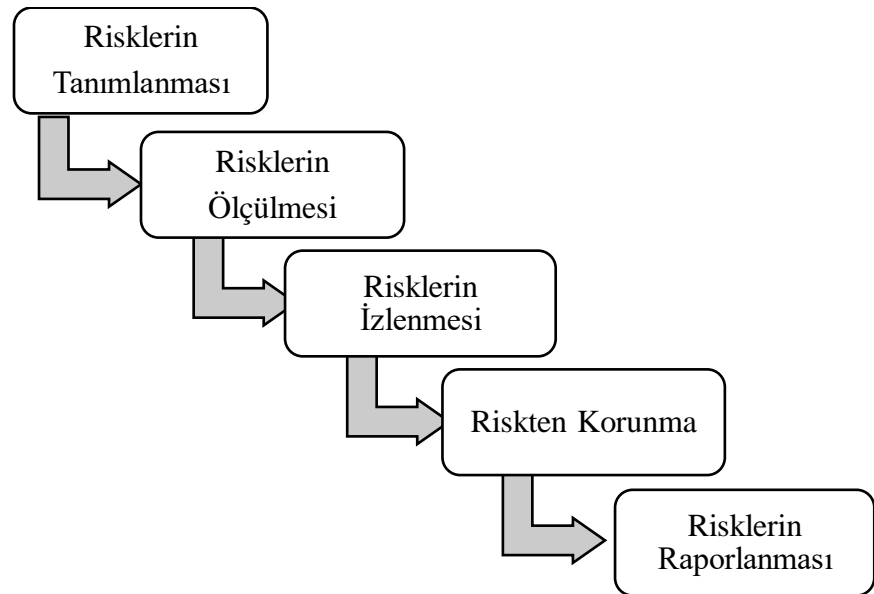 Risklerin
Tanımlanması
Risklerin
Ölçülmesi
Risklerin
İzlenmesi
Riskten Korunma
Risklerin
Raporlanması